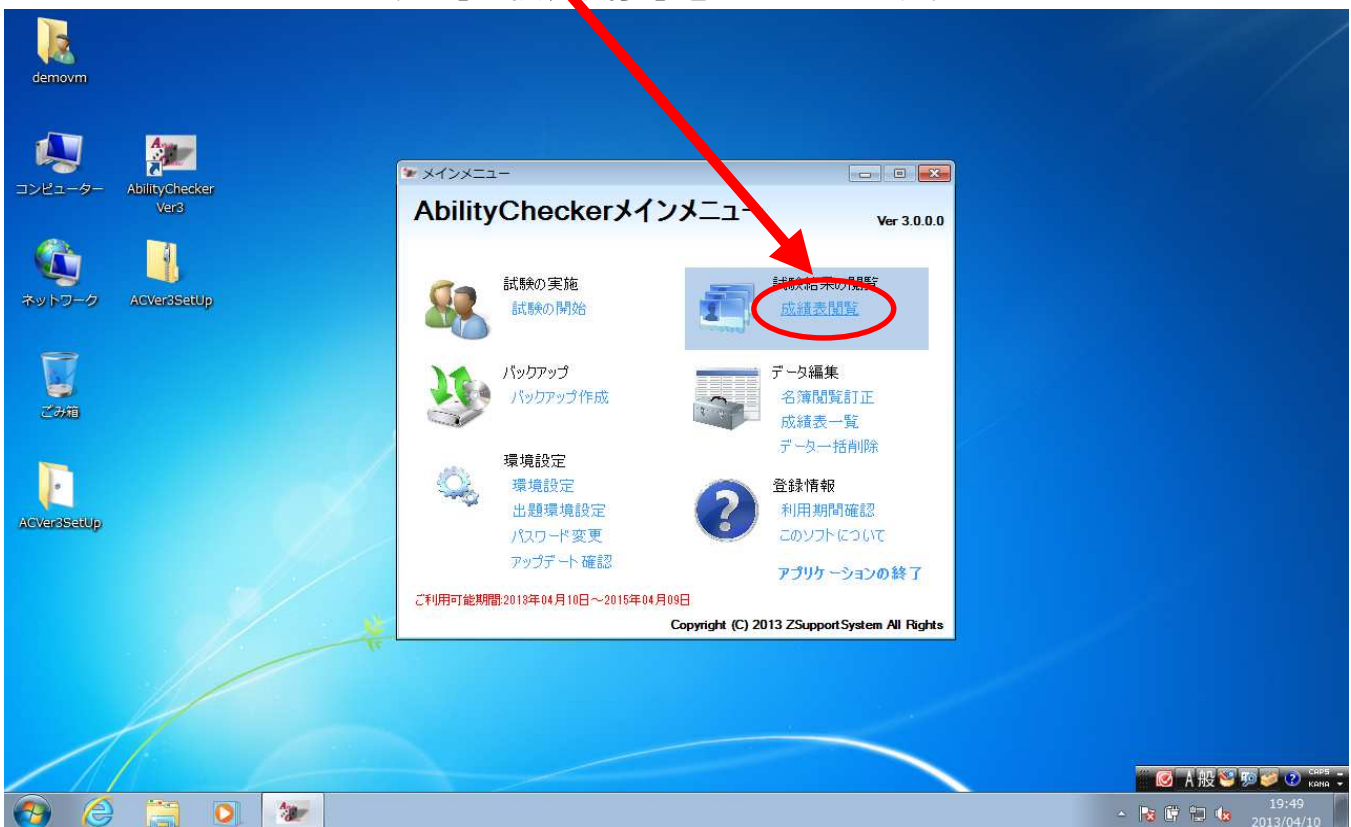 demovm
コンピューター
AbilityChecker
Ver3
ネットワーク
ACVer3SetUp
ごみ箱
ACVer3SetUp
メインメニュー
AbilityCheckerメインメニュー
Ver 3.0.0.0
試験の実施
試験の開始
試験結果の閲覧
成績表閲覧
バックアップ
バックアップ作成
データ編集
名簿閲覧訂正
成績表一覧
データ一括削除
環境設定
環境設定
出題環境設定
パスワード変更
アップデート確認
登録情報
利用期間確認
このソフトについて
アプリケーションの終了
ご利用可能期間:2013年04月10日～2015年04月09日
Copyright (C) 2013 ZSupportSystem All Rights
A 般
CAPS
KANA
19:49
2013/04/10